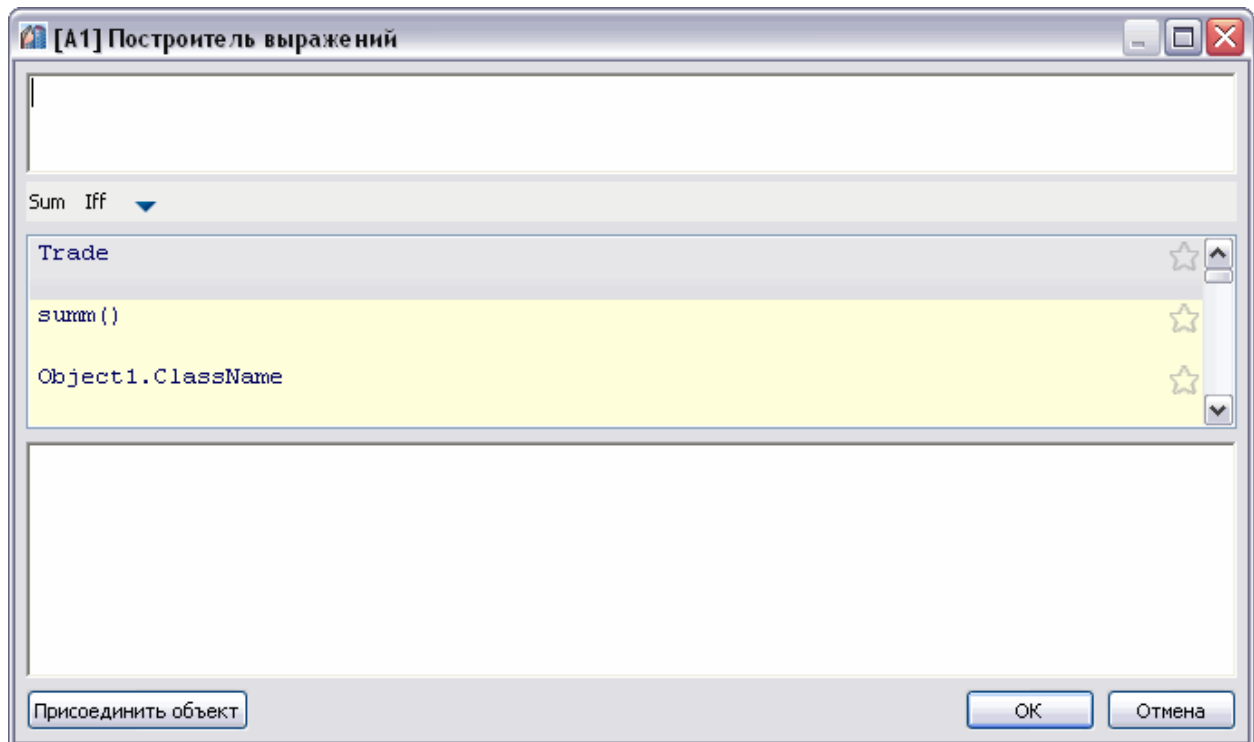 [A1] Построитель выражений
Sum Iff
Trade
summ()
Object1.ClassName
Присоединить объект OK Отмена